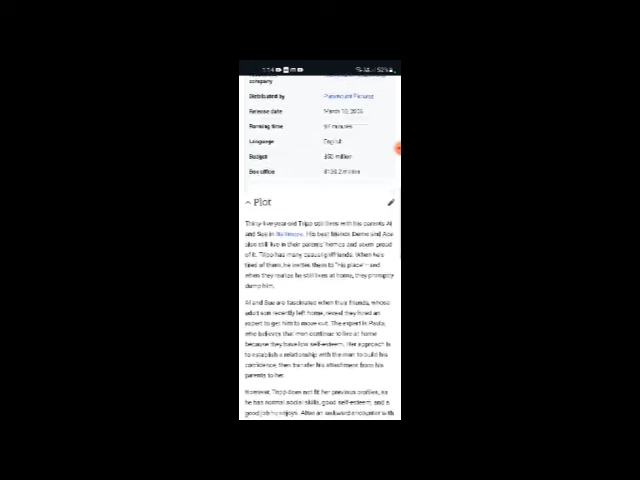 1:14
52%
company
Distributed by Paramount Pictures
Release date March 10, 2006
Running time 97 minutes
Language English
Budget $50 million
Box office million
Plot
Thirty-five-year-old Tripp still lives with his parents Al
and Sue in Baltimore. His best friends Demo and Ace
also still live in their parents' homes and seem proud
of it. Tripp has many casual girlfriends. When he's
tired of them, he invites them to "his place"—and
when they realize he still lives at home, they promptly
dump him.
Al and Sue are fascinated when their friends, whose
adult son recently left home, reveal they hired an
expert to get him to move out. The expert is Paula,
who believes that men continue to live at home
because they have low self-esteem. Her approach is
to establish a relationship with the man to build his
confidence, then transfer his attachment from his
parents to her.
However, Tripp does not fit her previous profiles, as
he has normal social skills, good self-esteem, and a
good job he enjoys. After an awkward encounter with